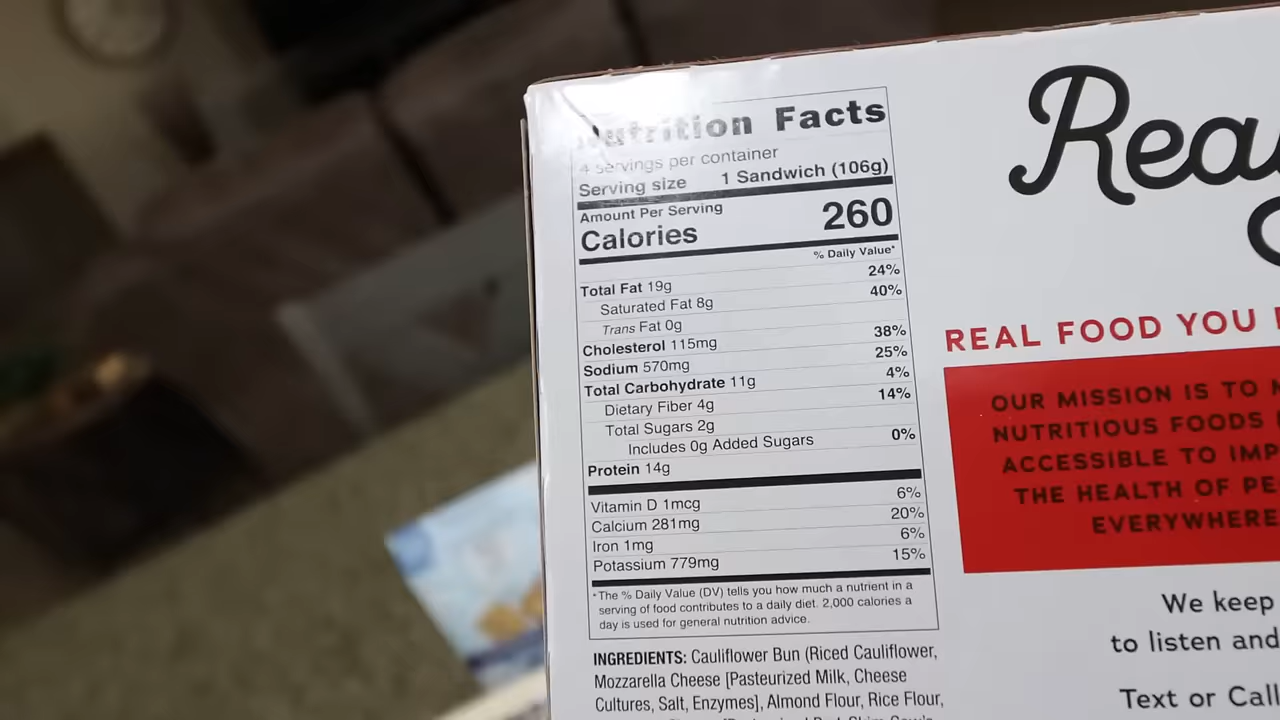 Nutrition Facts
4 servings per container
Serving size 1 Sandwich (106g)
Amount Per Serving
Calories 260
% Daily Value*
Total Fat 19g 24%
Saturated Fat 8g 40%
Trans Fat 0g
Cholesterol 115mg 38%
Sodium 570mg 25%
Total Carbohydrate 11g 4%
Dietary Fiber 4g 14%
Total Sugars 2g
Includes 0g Added Sugars 0%
Protein 14g
Vitamin D 1mcg 6%
Calcium 281mg 20%
Iron 1mg 6%
Potassium 779mg 15%
*The % Daily Value (DV) tells you how much a nutrient in a
serving of food contributes to a daily diet. 2,000 calories a
day is used for general nutrition advice.
INGREDIENTS: Cauliflower Bun (Riced Cauliflower,
Mozzarella Cheese [Pasteurized Milk, Cheese
Cultures, Salt, Enzymes], Almond Flour, Rice Flour,
Rea
REAL FOOD YOU
OUR MISSION IS TO
NUTRITIOUS FOODS
ACCESSIBLE TO IMP
THE HEALTH OF PE
EVERYWHERE
We keep
to listen and
Text or Call